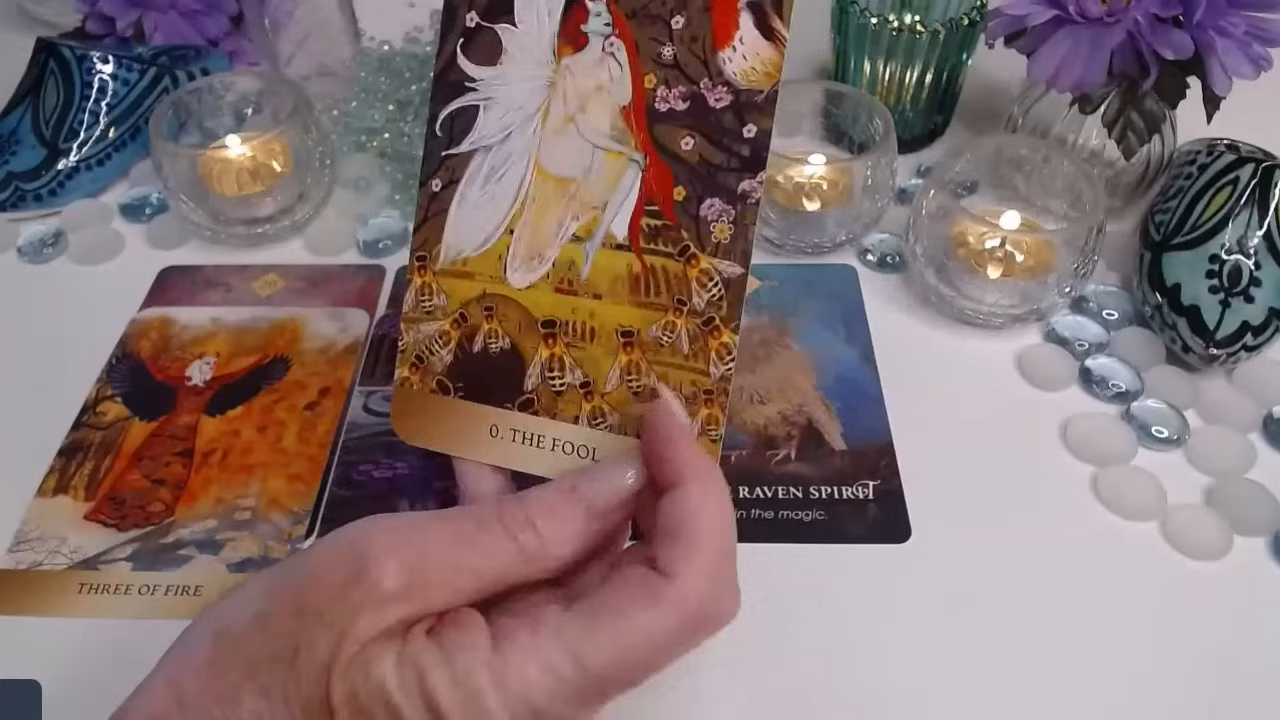 0. THE FOOL
RAVEN SPIRIT
in the magic.
THREE OF FIRE